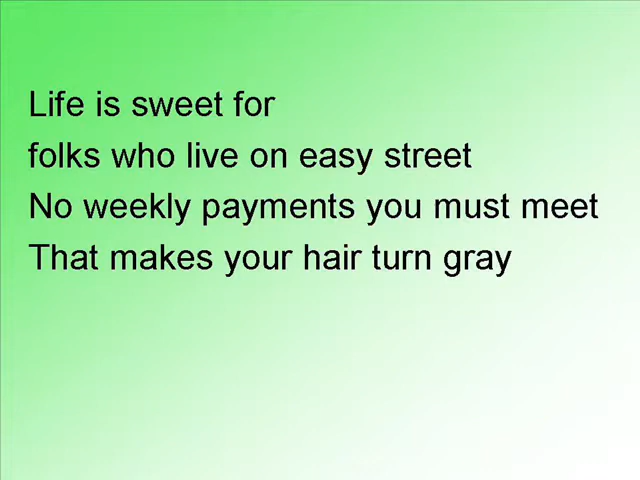 Life is sweet for
folks who live on easy street
No weekly payments you must meet
That makes your hair turn gray